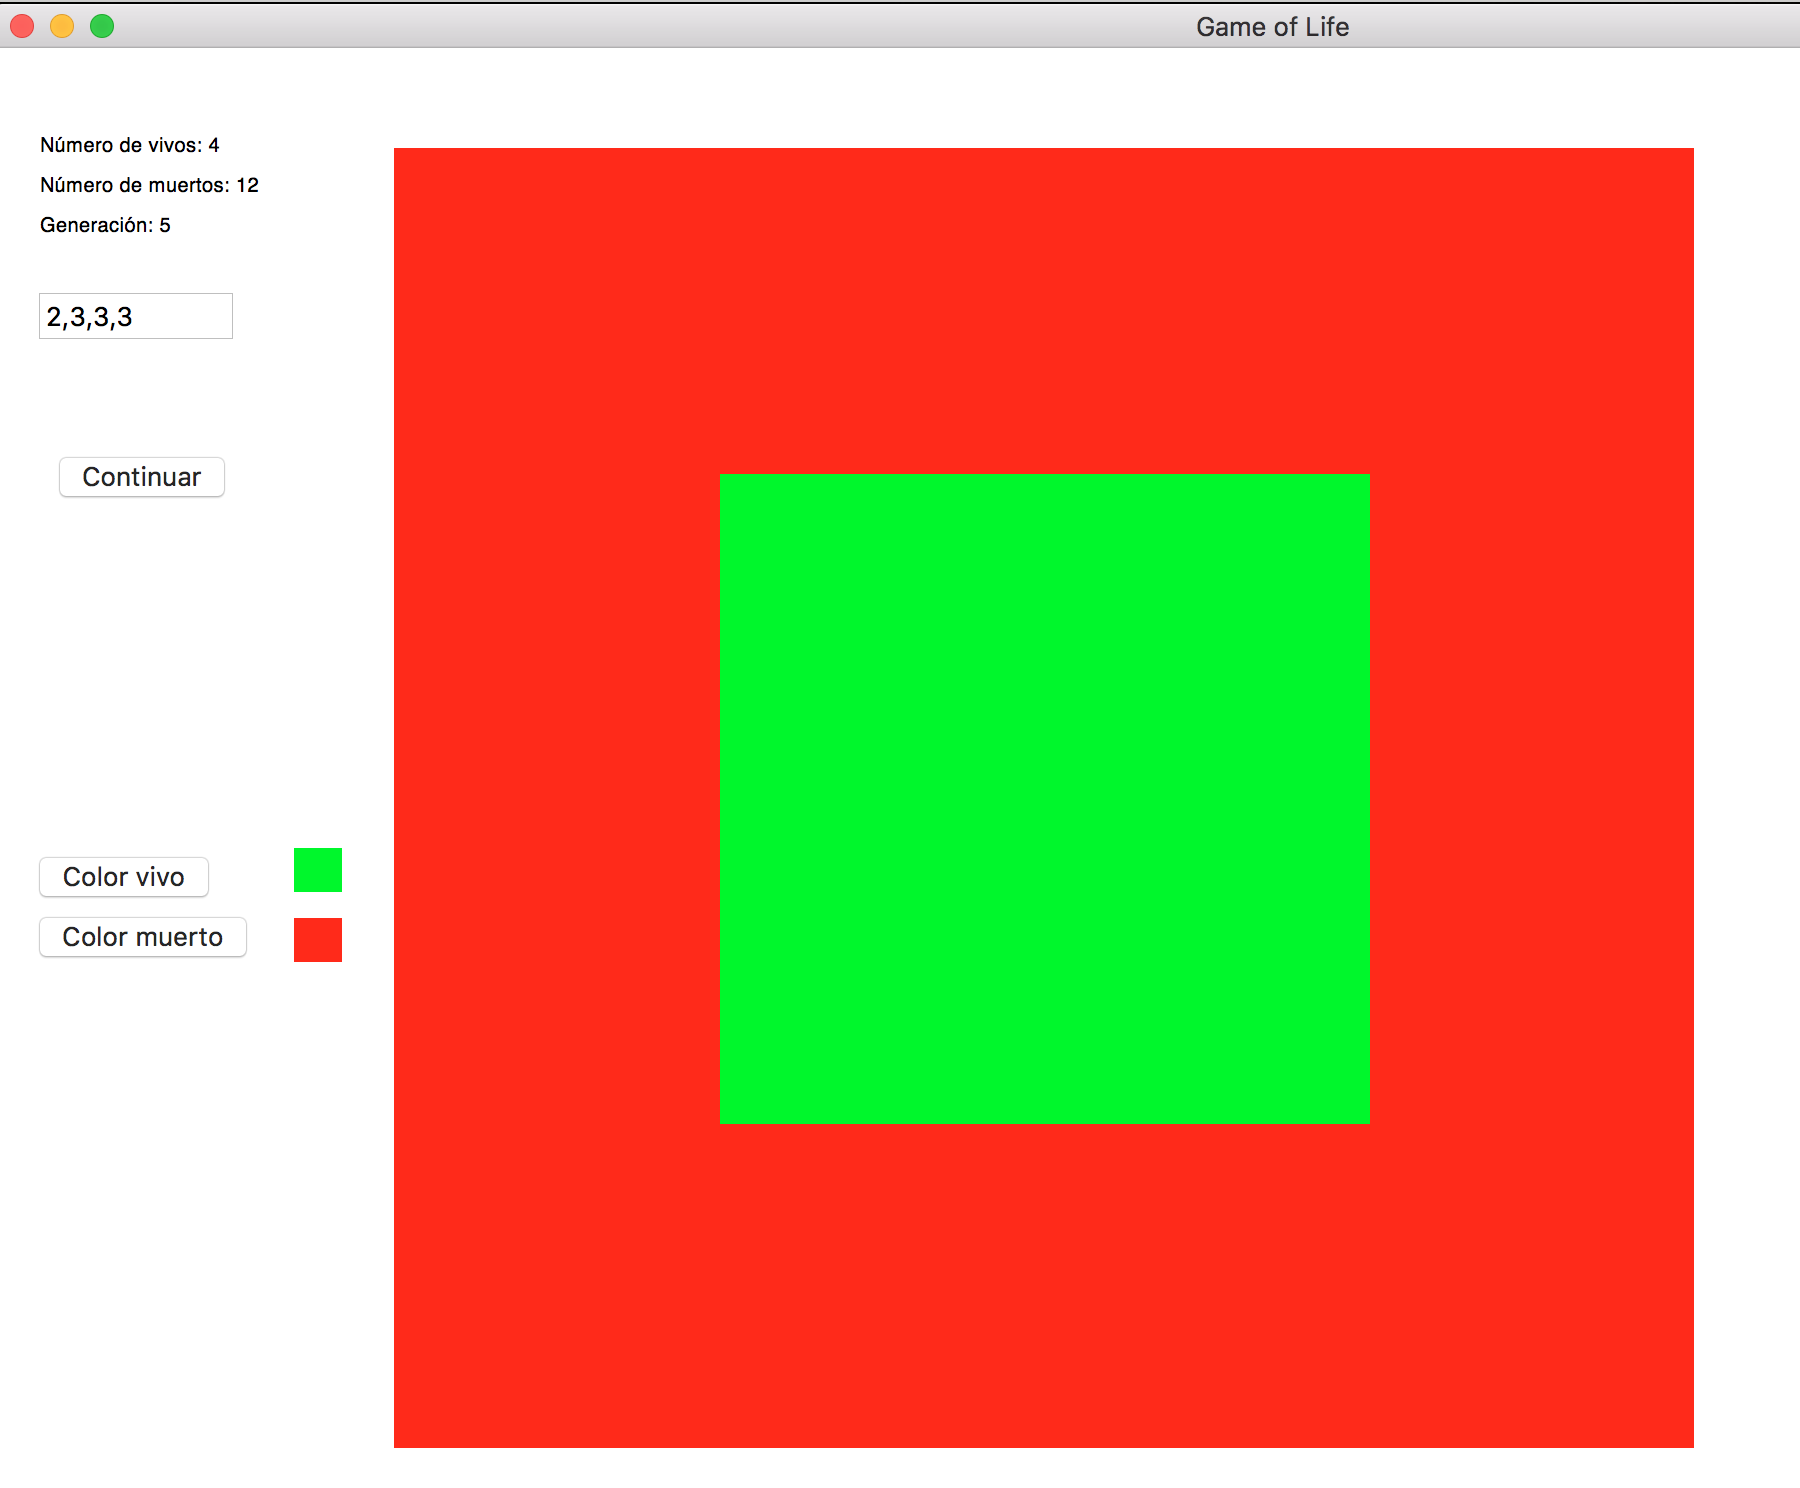 Game of Life
Número de vivos: 4
Número de muertos: 12
Generación: 5
2,3,3,3
Continuar
Color vivo
Color muerto